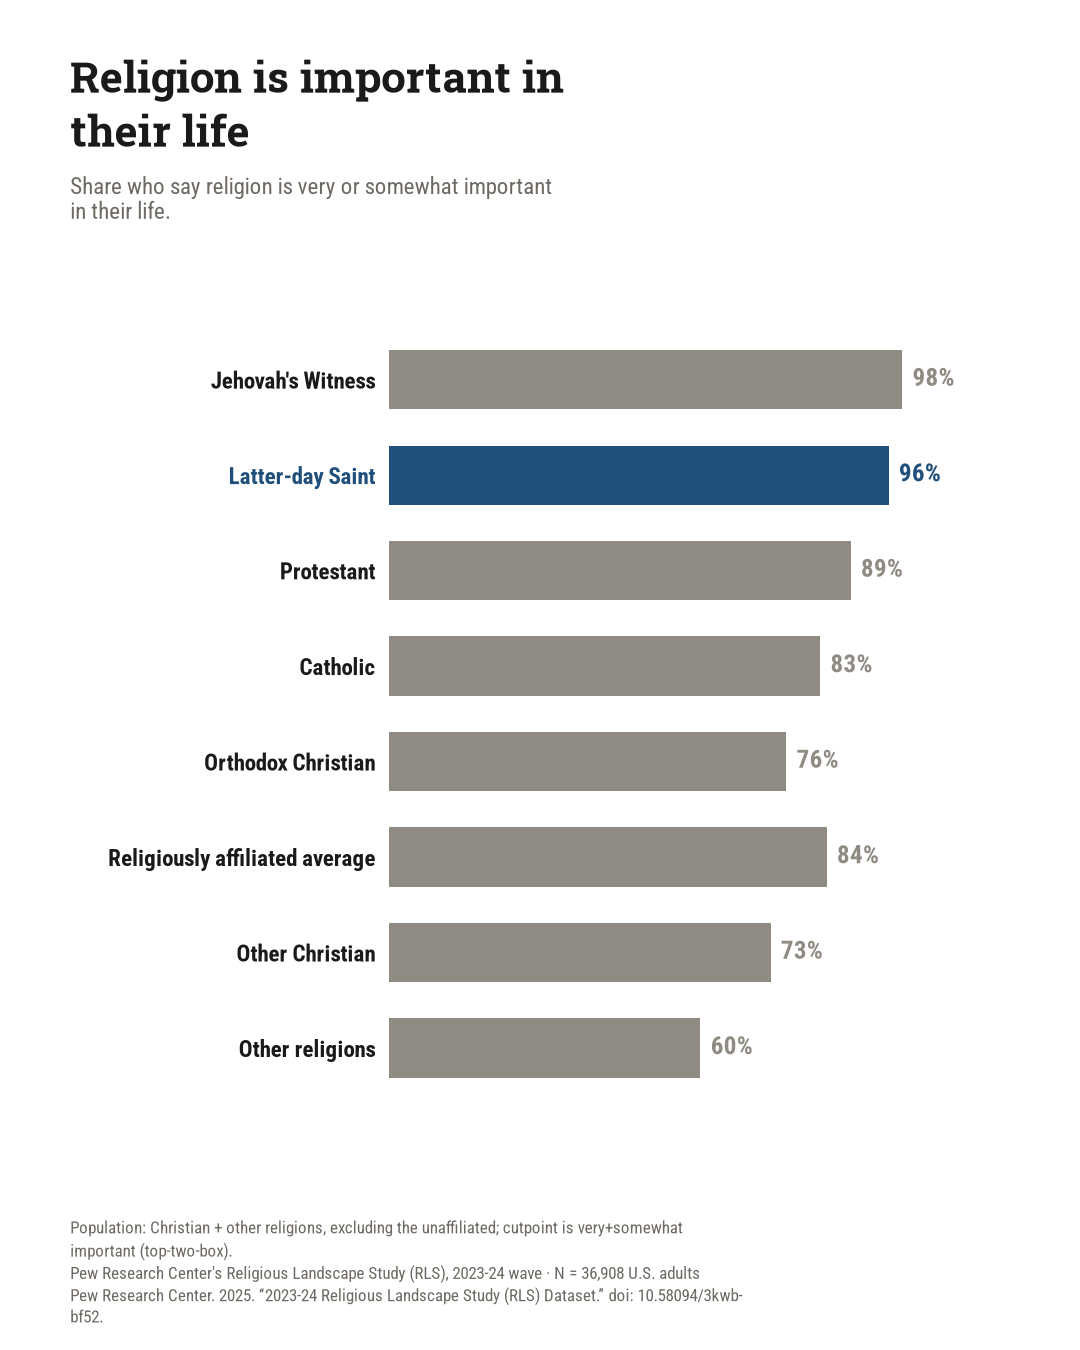 Religion is important in
their life
Share who say religion is very or somewhat important
in their life.
Jehovah's Witness 98%
Latter-day Saint 96%
Protestant 89%
Catholic 83%
Orthodox Christian 76%
Religiously affiliated average 84%
Other Christian 73%
Other religions 60%
Population: Christian + other religions, excluding the unaffiliated; cutpoint is very+somewhat
important (top-two-box).
Pew Research Center's Religious Landscape Study (RLS), 2023-24 wave · N = 36,908 U.S. adults
Pew Research Center. 2025. “2023-24 Religious Landscape Study (RLS) Dataset.” doi: 10.58094/3kwb-
bf52.